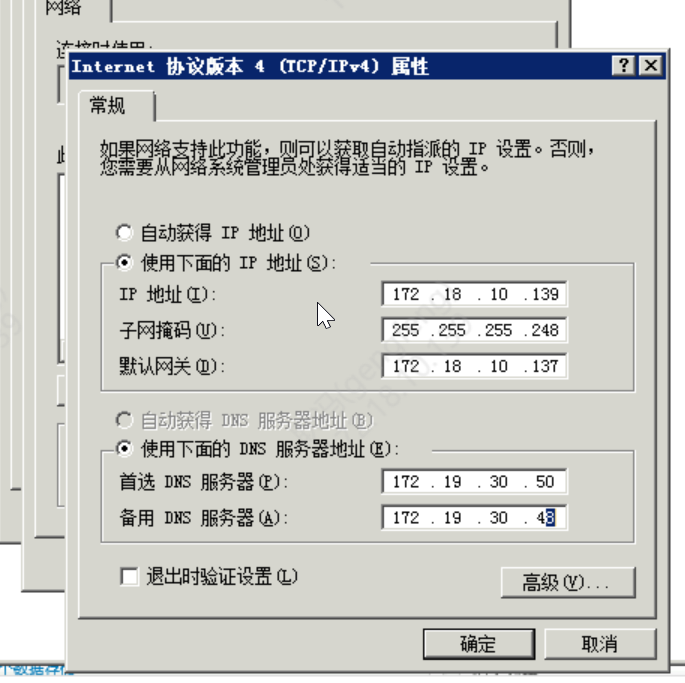 网络
连接时使用:
Internet 协议版本 4 (TCP/IPv4) 属性
常规
如果网络支持此功能，则可以获取自动指派的 IP 设置。否则，
您需要从网络系统管理员处获得适当的 IP 设置。
自动获得 IP 地址(O)
使用下面的 IP 地址(S):
IP 地址(I): 172 . 18 . 10 .139
子网掩码(U): 255 .255 .255 .248
默认网关(D): 172 . 18 . 10 .137
自动获得 DNS 服务器地址(B)
使用下面的 DNS 服务器地址(E):
首选 DNS 服务器(P): 172 . 19 . 30 . 50
备用 DNS 服务器(A): 172 . 19 . 30 . 48
退出时验证设置(L)
高级(V)...
确定 取消
个数据存储